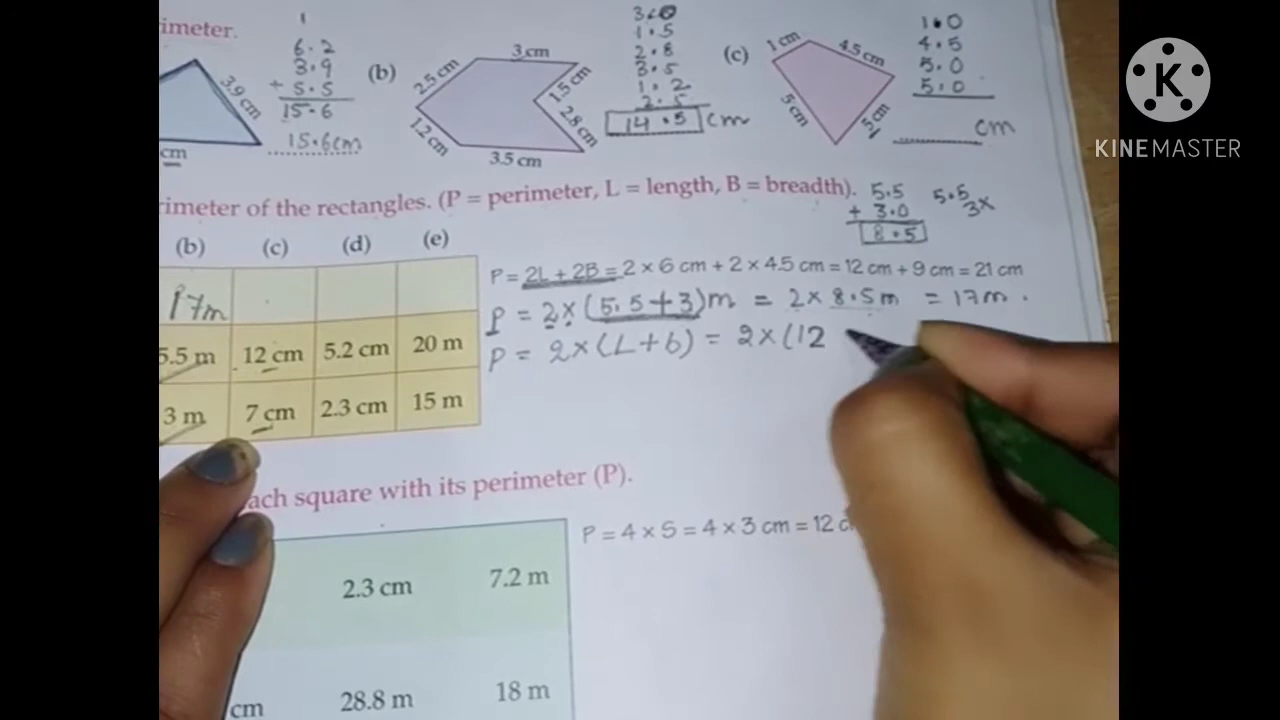 imeter.
1
6.2
3.9
+ 5.5
15.6
15.6cm
3.9 cm
cm
(b)
3 cm
2.5 cm
1.5 cm
1.2 cm
2.8 cm
3.5 cm
1.5
2.8
3.5
1.2
2.5
14.5 cm
(c)
1 cm
4.5 cm
5 cm
5 cm
1.0
4.5
5.0
5.0
cm
K
KINEMASTER
rimeter of the rectangles. (P = perimeter, L = length, B = breadth).
5.5
+ 3.0
8.5
5.5
3x
(b) (c) (d) (e)
17m
5.5 m 12 cm 5.2 cm 20 m
3 m 7 cm 2.3 cm 15 m
P = 2L + 2B = 2 × 6 cm + 2 × 4.5 cm = 12 cm + 9 cm = 21 cm
P = 2 × (5.5 + 3)m = 2 × 8.5m = 17m.
P = 2 × (L + b) = 2 × (12
ach square with its perimeter (P).
2.3 cm 7.2 m
cm 28.8 m 18 m
P = 4 × S = 4 × 3 cm = 12 c